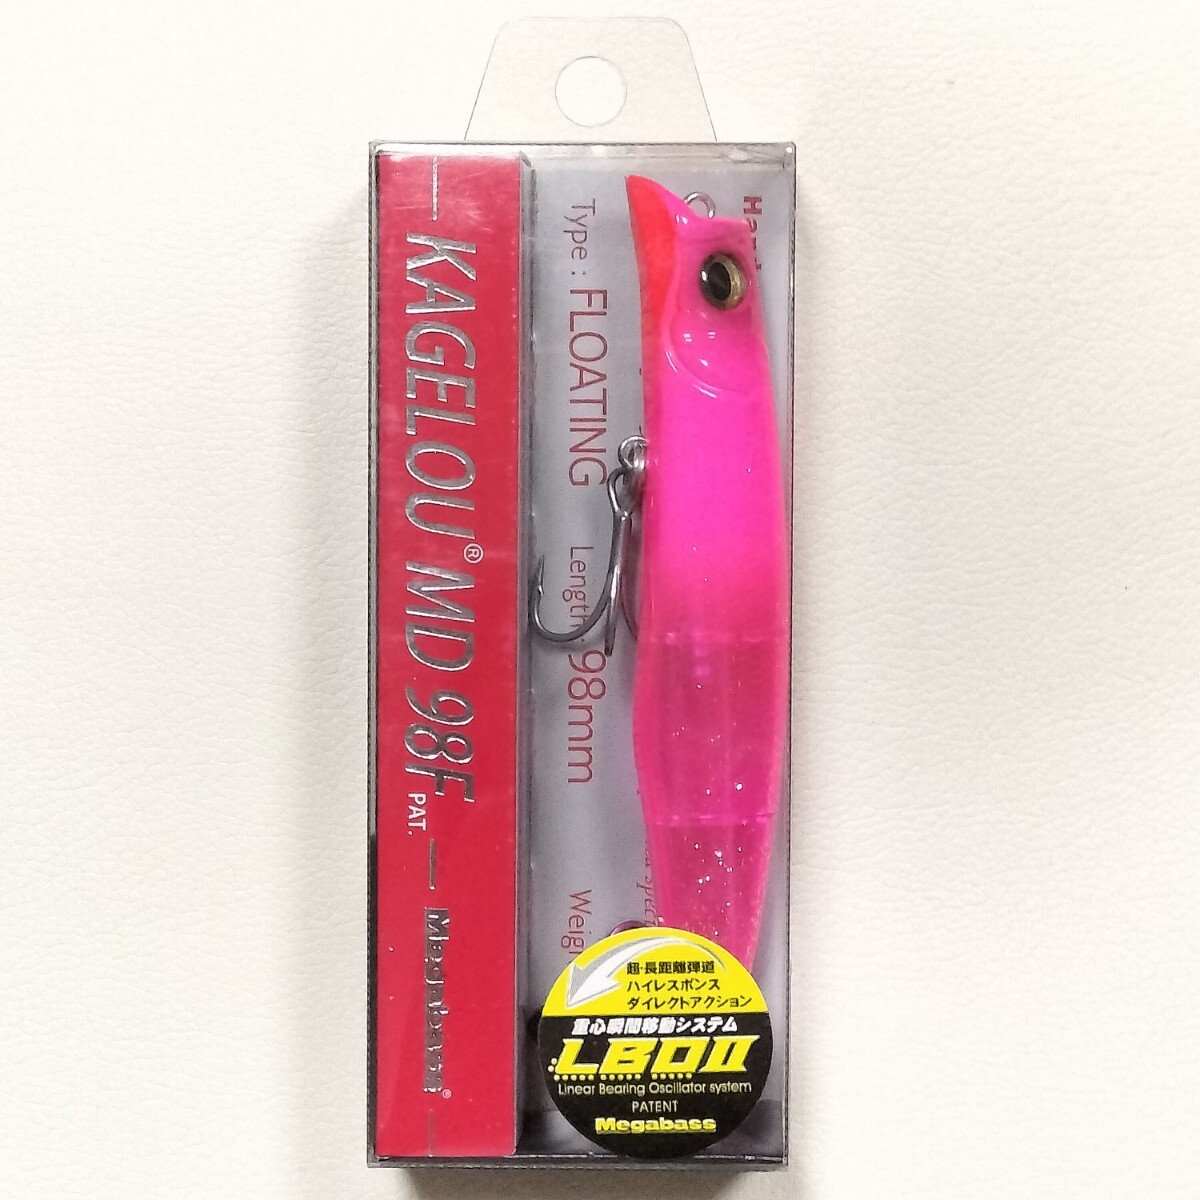 KAGELOU® MD 98F PAT.
Megabass®
Type : FLOATING
Length : 98mm
超・長距離弾道
ハイレスポンス
ダイレクトアクション
重心瞬間移動システム
LBOII
Linear Bearing Oscillator system
PATENT
Megabass